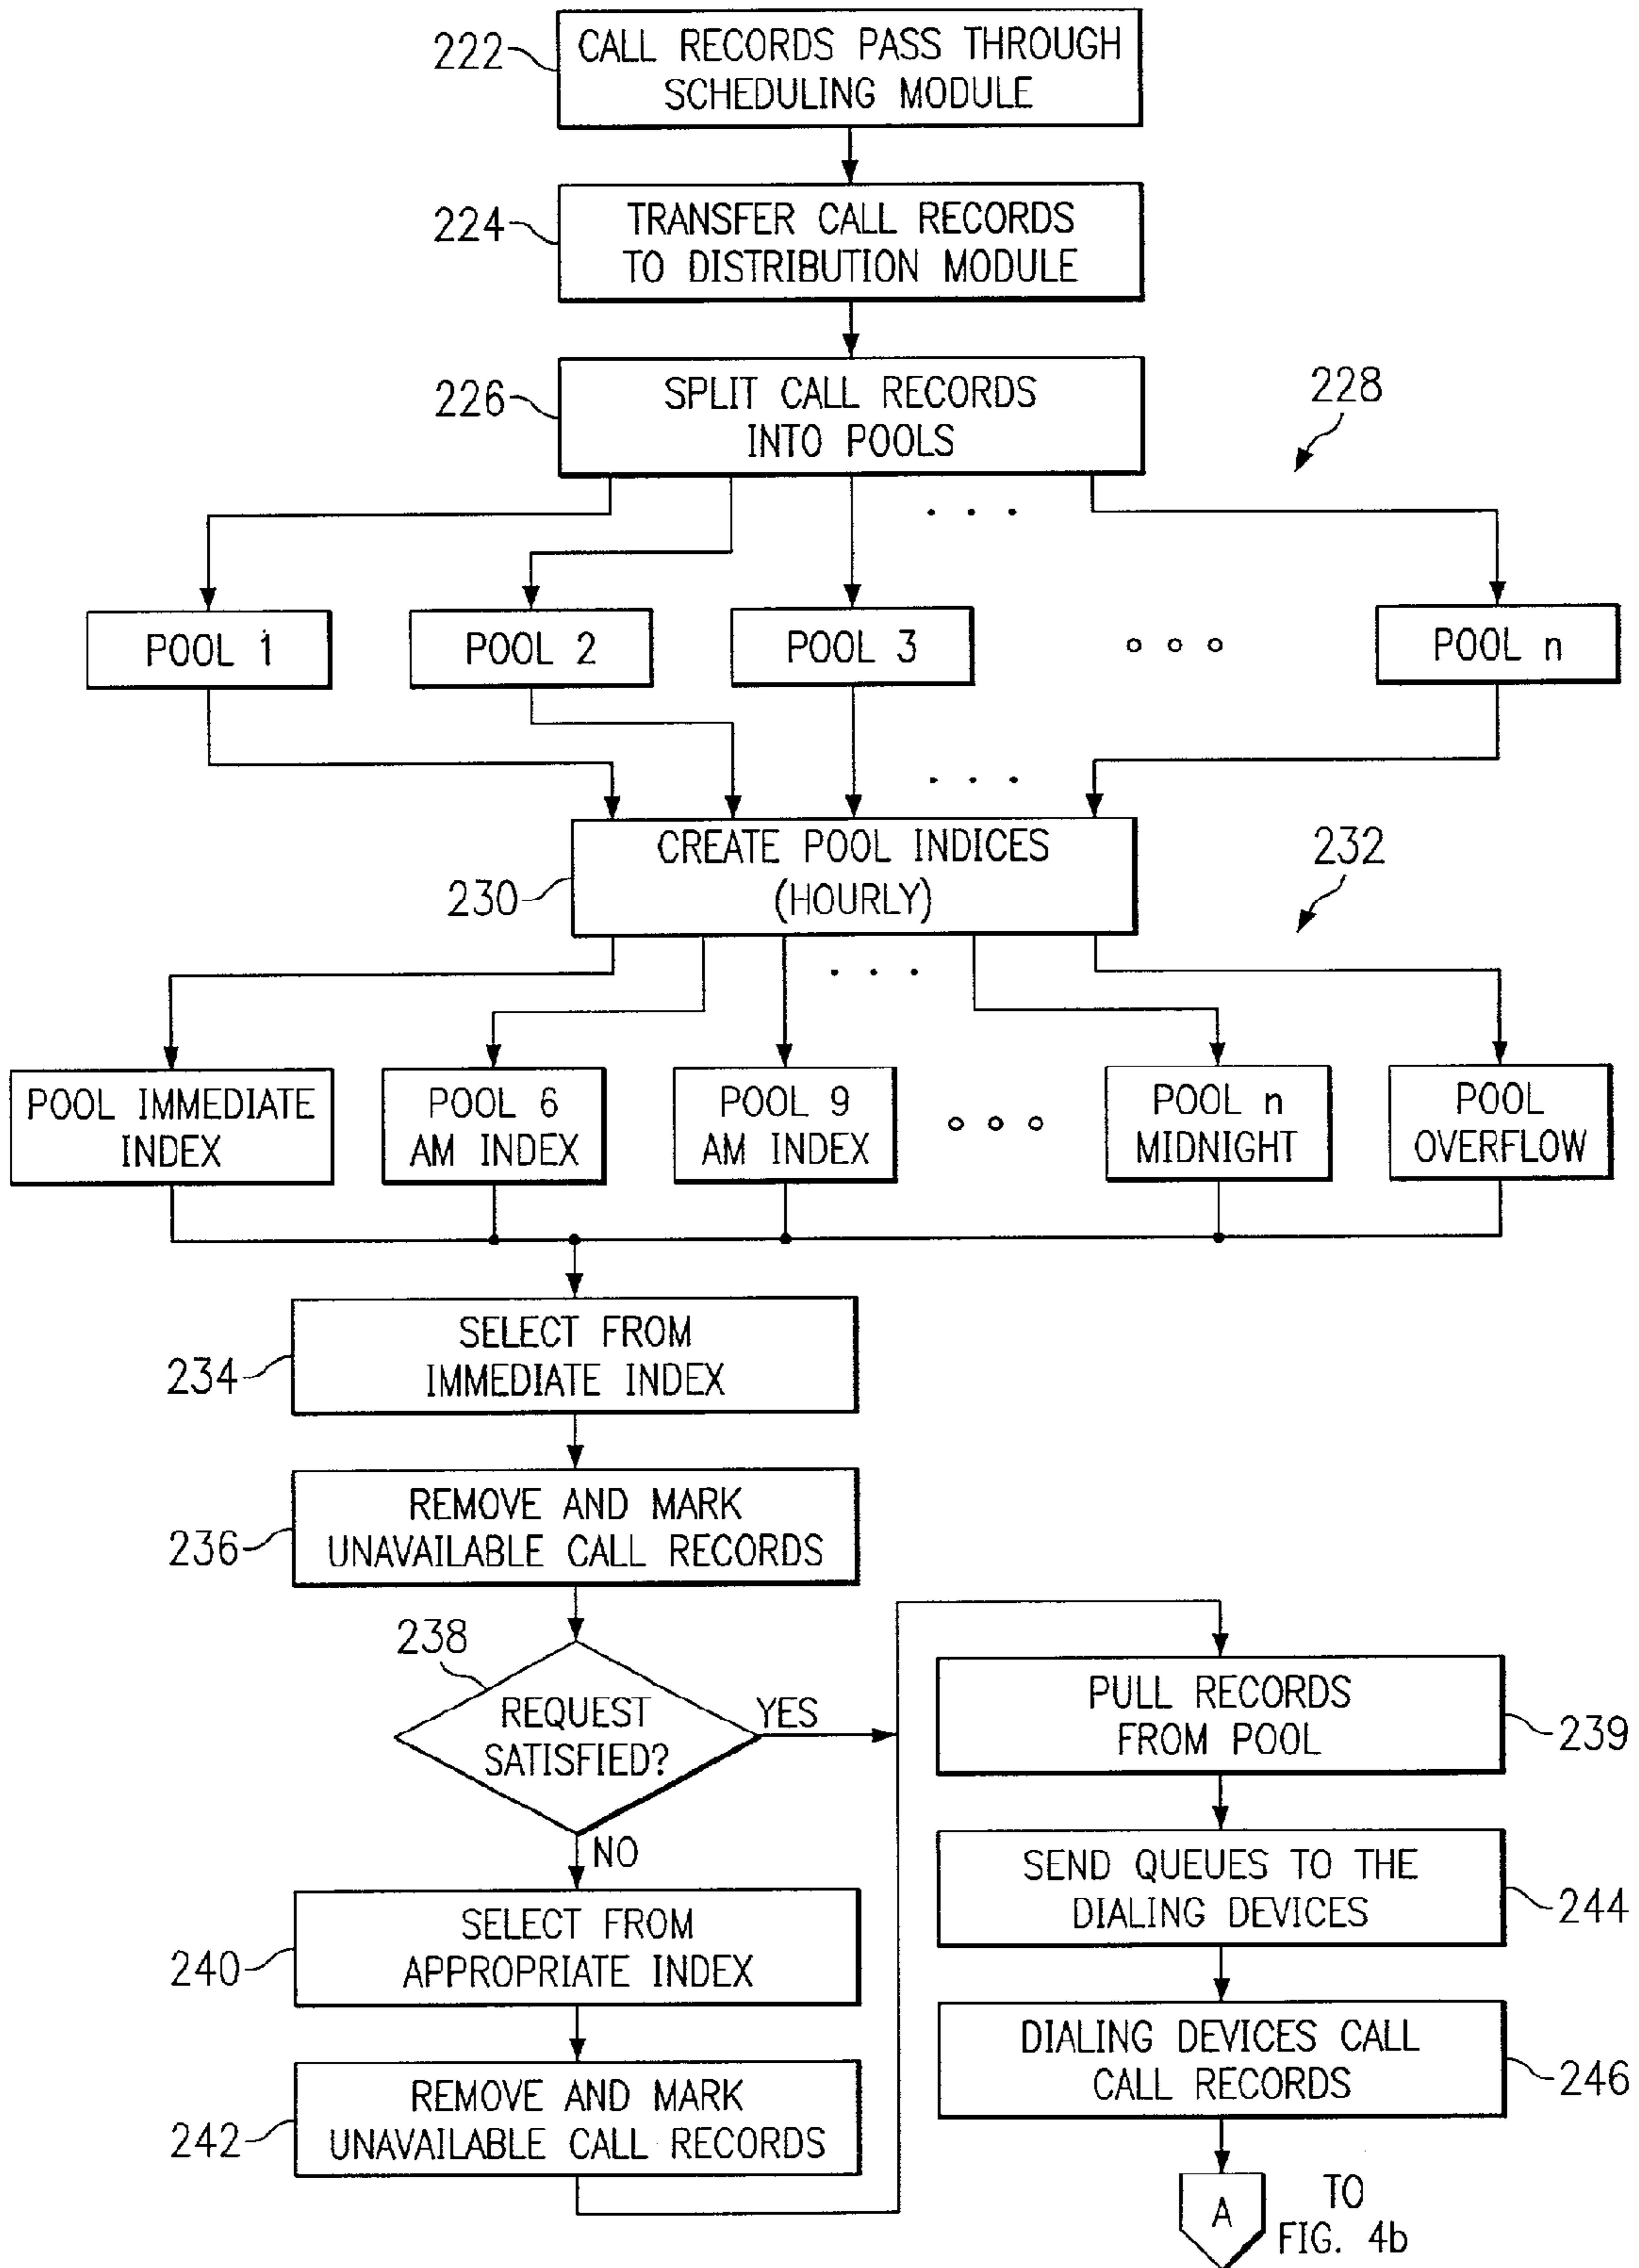 222
CALL RECORDS PASS THROUGH
SCHEDULING MODULE
224
TRANSFER CALL RECORDS
TO DISTRIBUTION MODULE
226
SPLIT CALL RECORDS
INTO POOLS
228
POOL 1
POOL 2
POOL 3
POOL n
230
CREATE POOL INDICES
(HOURLY)
232
POOL IMMEDIATE
INDEX
POOL 6
AM INDEX
POOL 9
AM INDEX
POOL n
MIDNIGHT
POOL
OVERFLOW
234
SELECT FROM
IMMEDIATE INDEX
236
REMOVE AND MARK
UNAVAILABLE CALL RECORDS
238
REQUEST
SATISFIED?
YES
NO
240
SELECT FROM
APPROPRIATE INDEX
242
REMOVE AND MARK
UNAVAILABLE CALL RECORDS
PULL RECORDS
FROM POOL
239
SEND QUEUES TO THE
DIALING DEVICES
244
DIALING DEVICES CALL
CALL RECORDS
246
A
TO
FIG. 4b